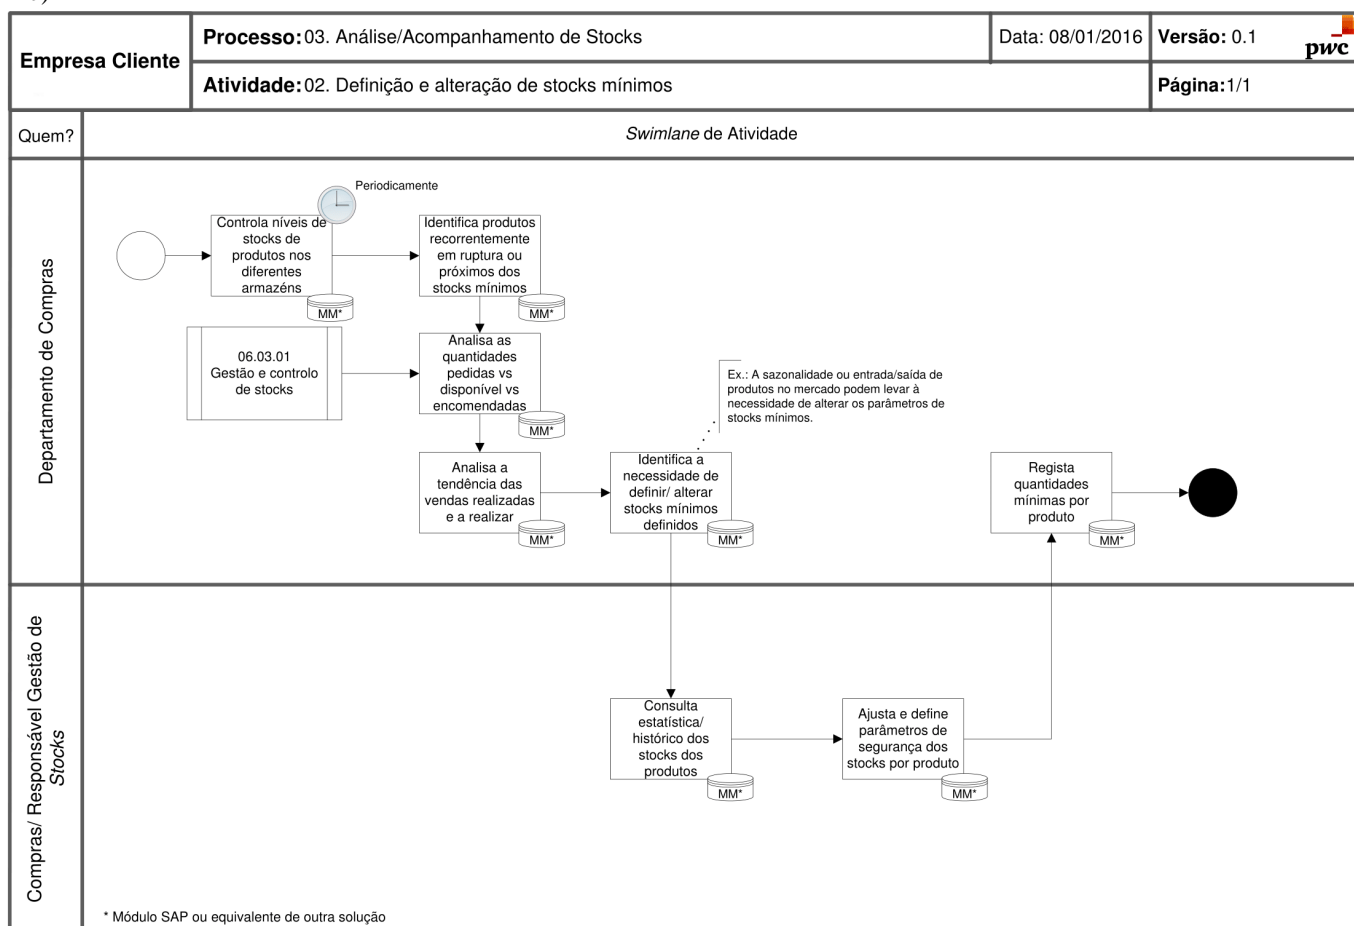 Empresa Cliente
Processo: 03. Análise/Acompanhamento de Stocks
Data: 08/01/2016
Versão: 0.1
pwc
Atividade: 02. Definição e alteração de stocks mínimos
Página:1/1
Quem?
Swimlane de Atividade
Departamento de Compras
Periodicamente
Controla níveis de
stocks de
produtos nos
diferentes
armazéns
MM*
Identifica produtos
recorrentemente
em ruptura ou
próximos dos
stocks mínimos
MM*
06.03.01
Gestão e controlo
de stocks
Analisa as
quantidades
pedidas vs
disponível vs
encomendadas
MM*
Ex.: A sazonalidade ou entrada/saída de
produtos no mercado podem levar à
necessidade de alterar os parâmetros de
stocks mínimos.
Analisa a
tendência das
vendas realizadas
e a realizar
MM*
Identifica a
necessidade de
definir/ alterar
stocks mínimos
definidos
MM*
Regista
quantidades
mínimas por
produto
MM*
Compras/ Responsável Gestão de
Stocks
Consulta
estatística/
histórico dos
stocks dos
produtos
MM*
Ajusta e define
parâmetros de
segurança dos
stocks por produto
MM*
* Módulo SAP ou equivalente de outra solução